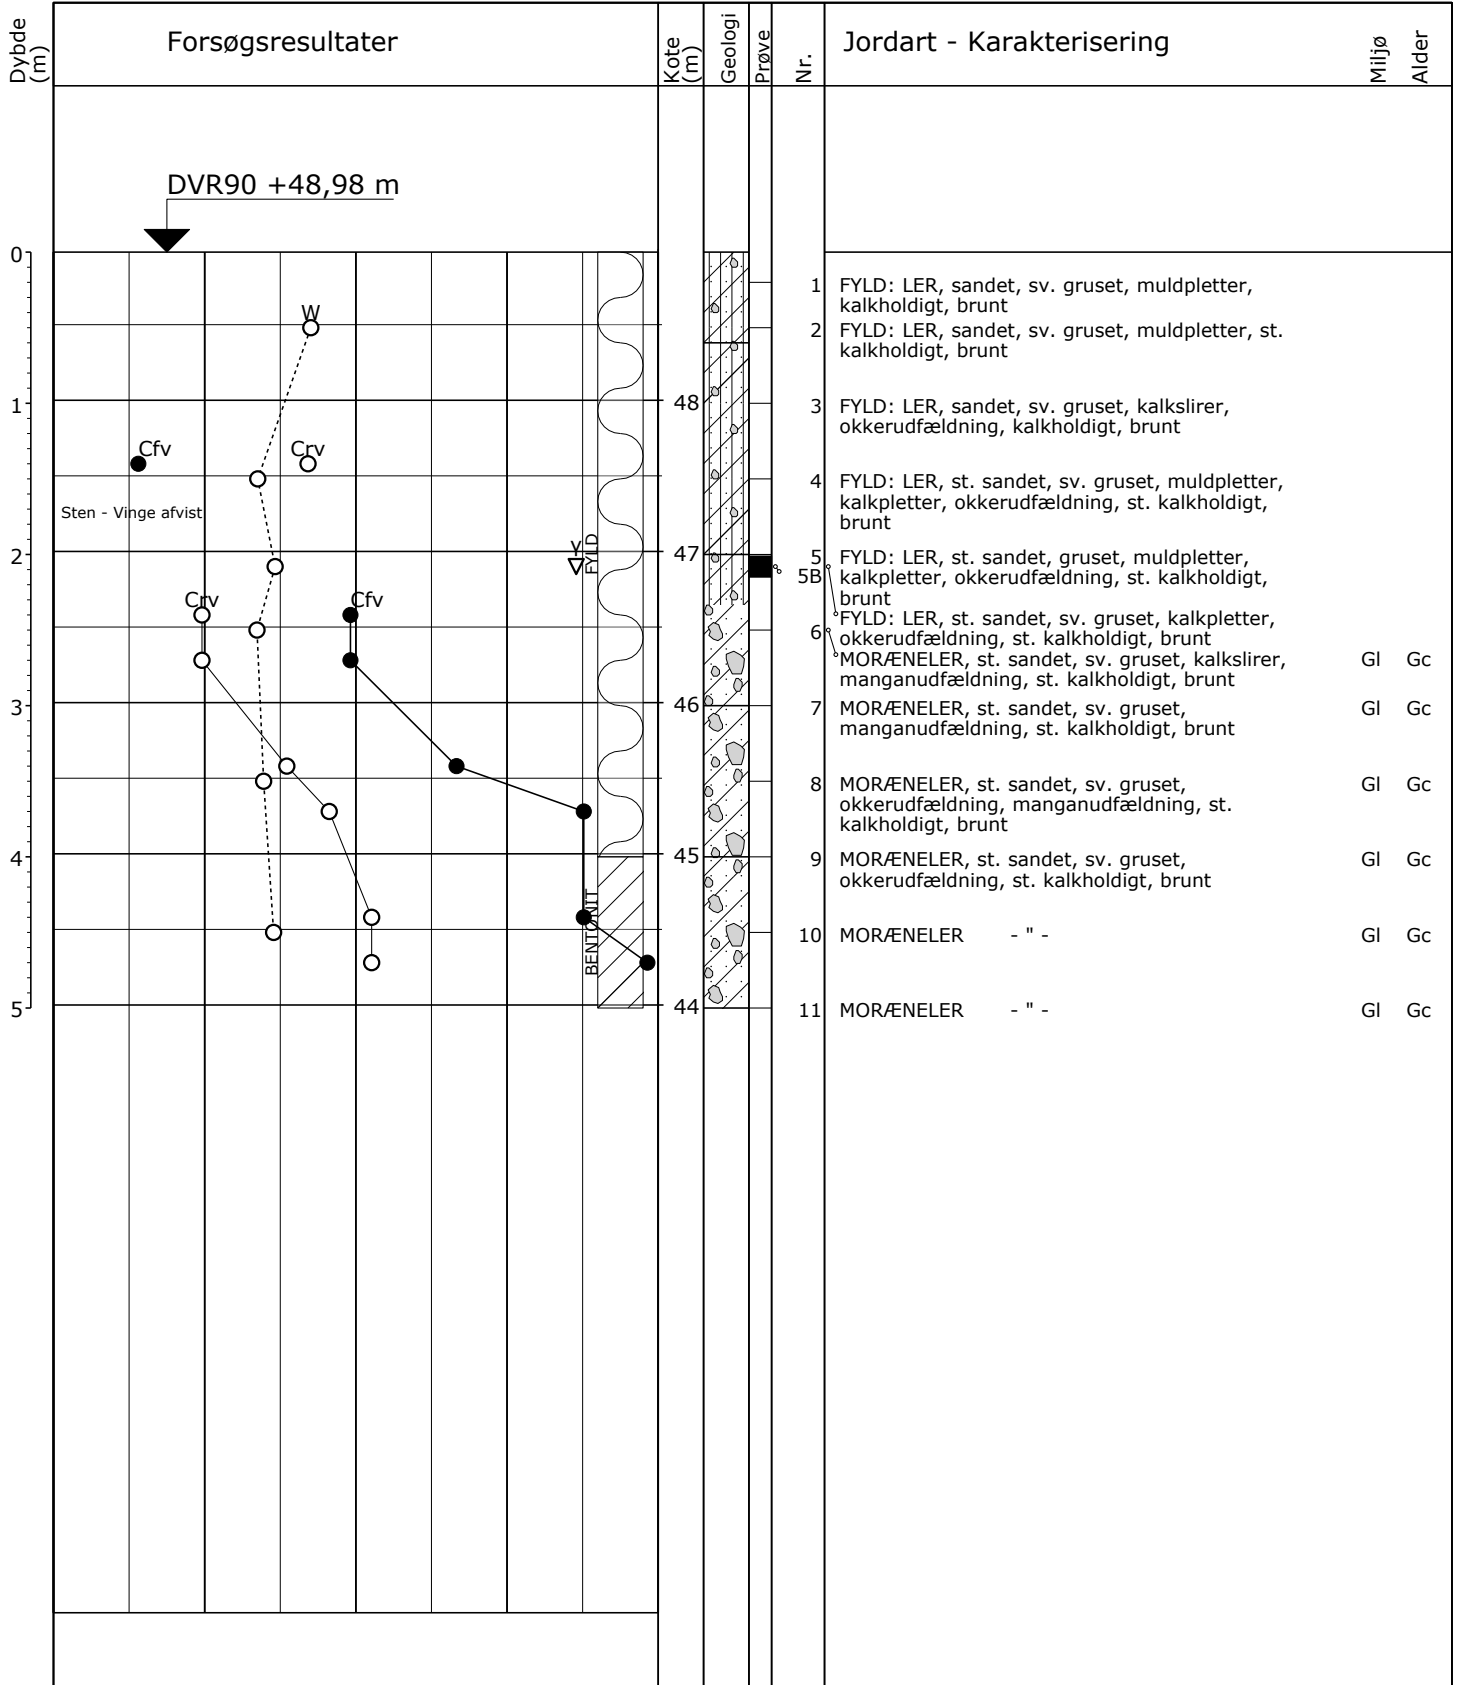 Dybde (m)
Forsøgsresultater
Kote (m)
Geologi
Prøve
Nr.
Jordart - Karakterisering
Miljø
Alder
DVR90 +48,98 m
0
1
2
3
4
5
W
Cfv
Crv
Sten - Vinge afvist
Crv
Cfv
FYLD
BENTONIT
48
47
46
45
44
1 FYLD: LER, sandet, sv. gruset, muldpletter,
kalkholdigt, brunt
2 FYLD: LER, sandet, sv. gruset, muldpletter, st.
kalkholdigt, brunt
3 FYLD: LER, sandet, sv. gruset, kalkslirer,
okkerudfældning, kalkholdigt, brunt
4 FYLD: LER, st. sandet, sv. gruset, muldpletter,
kalkpletter, okkerudfældning, st. kalkholdigt,
brunt
5 FYLD: LER, st. sandet, gruset, muldpletter,
5B kalkpletter, okkerudfældning, st. kalkholdigt,
brunt
FYLD: LER, st. sandet, sv. gruset, kalkpletter,
6 okkerudfældning, st. kalkholdigt, brunt
MORÆNELER, st. sandet, sv. gruset, kalkslirer, Gl Gc
manganudfældning, st. kalkholdigt, brunt
7 MORÆNELER, st. sandet, sv. gruset, Gl Gc
manganudfældning, st. kalkholdigt, brunt
8 MORÆNELER, st. sandet, sv. gruset, Gl Gc
okkerudfældning, manganudfældning, st.
kalkholdigt, brunt
9 MORÆNELER, st. sandet, sv. gruset, Gl Gc
okkerudfældning, st. kalkholdigt, brunt
10 MORÆNELER - " - Gl Gc
11 MORÆNELER - " - Gl Gc